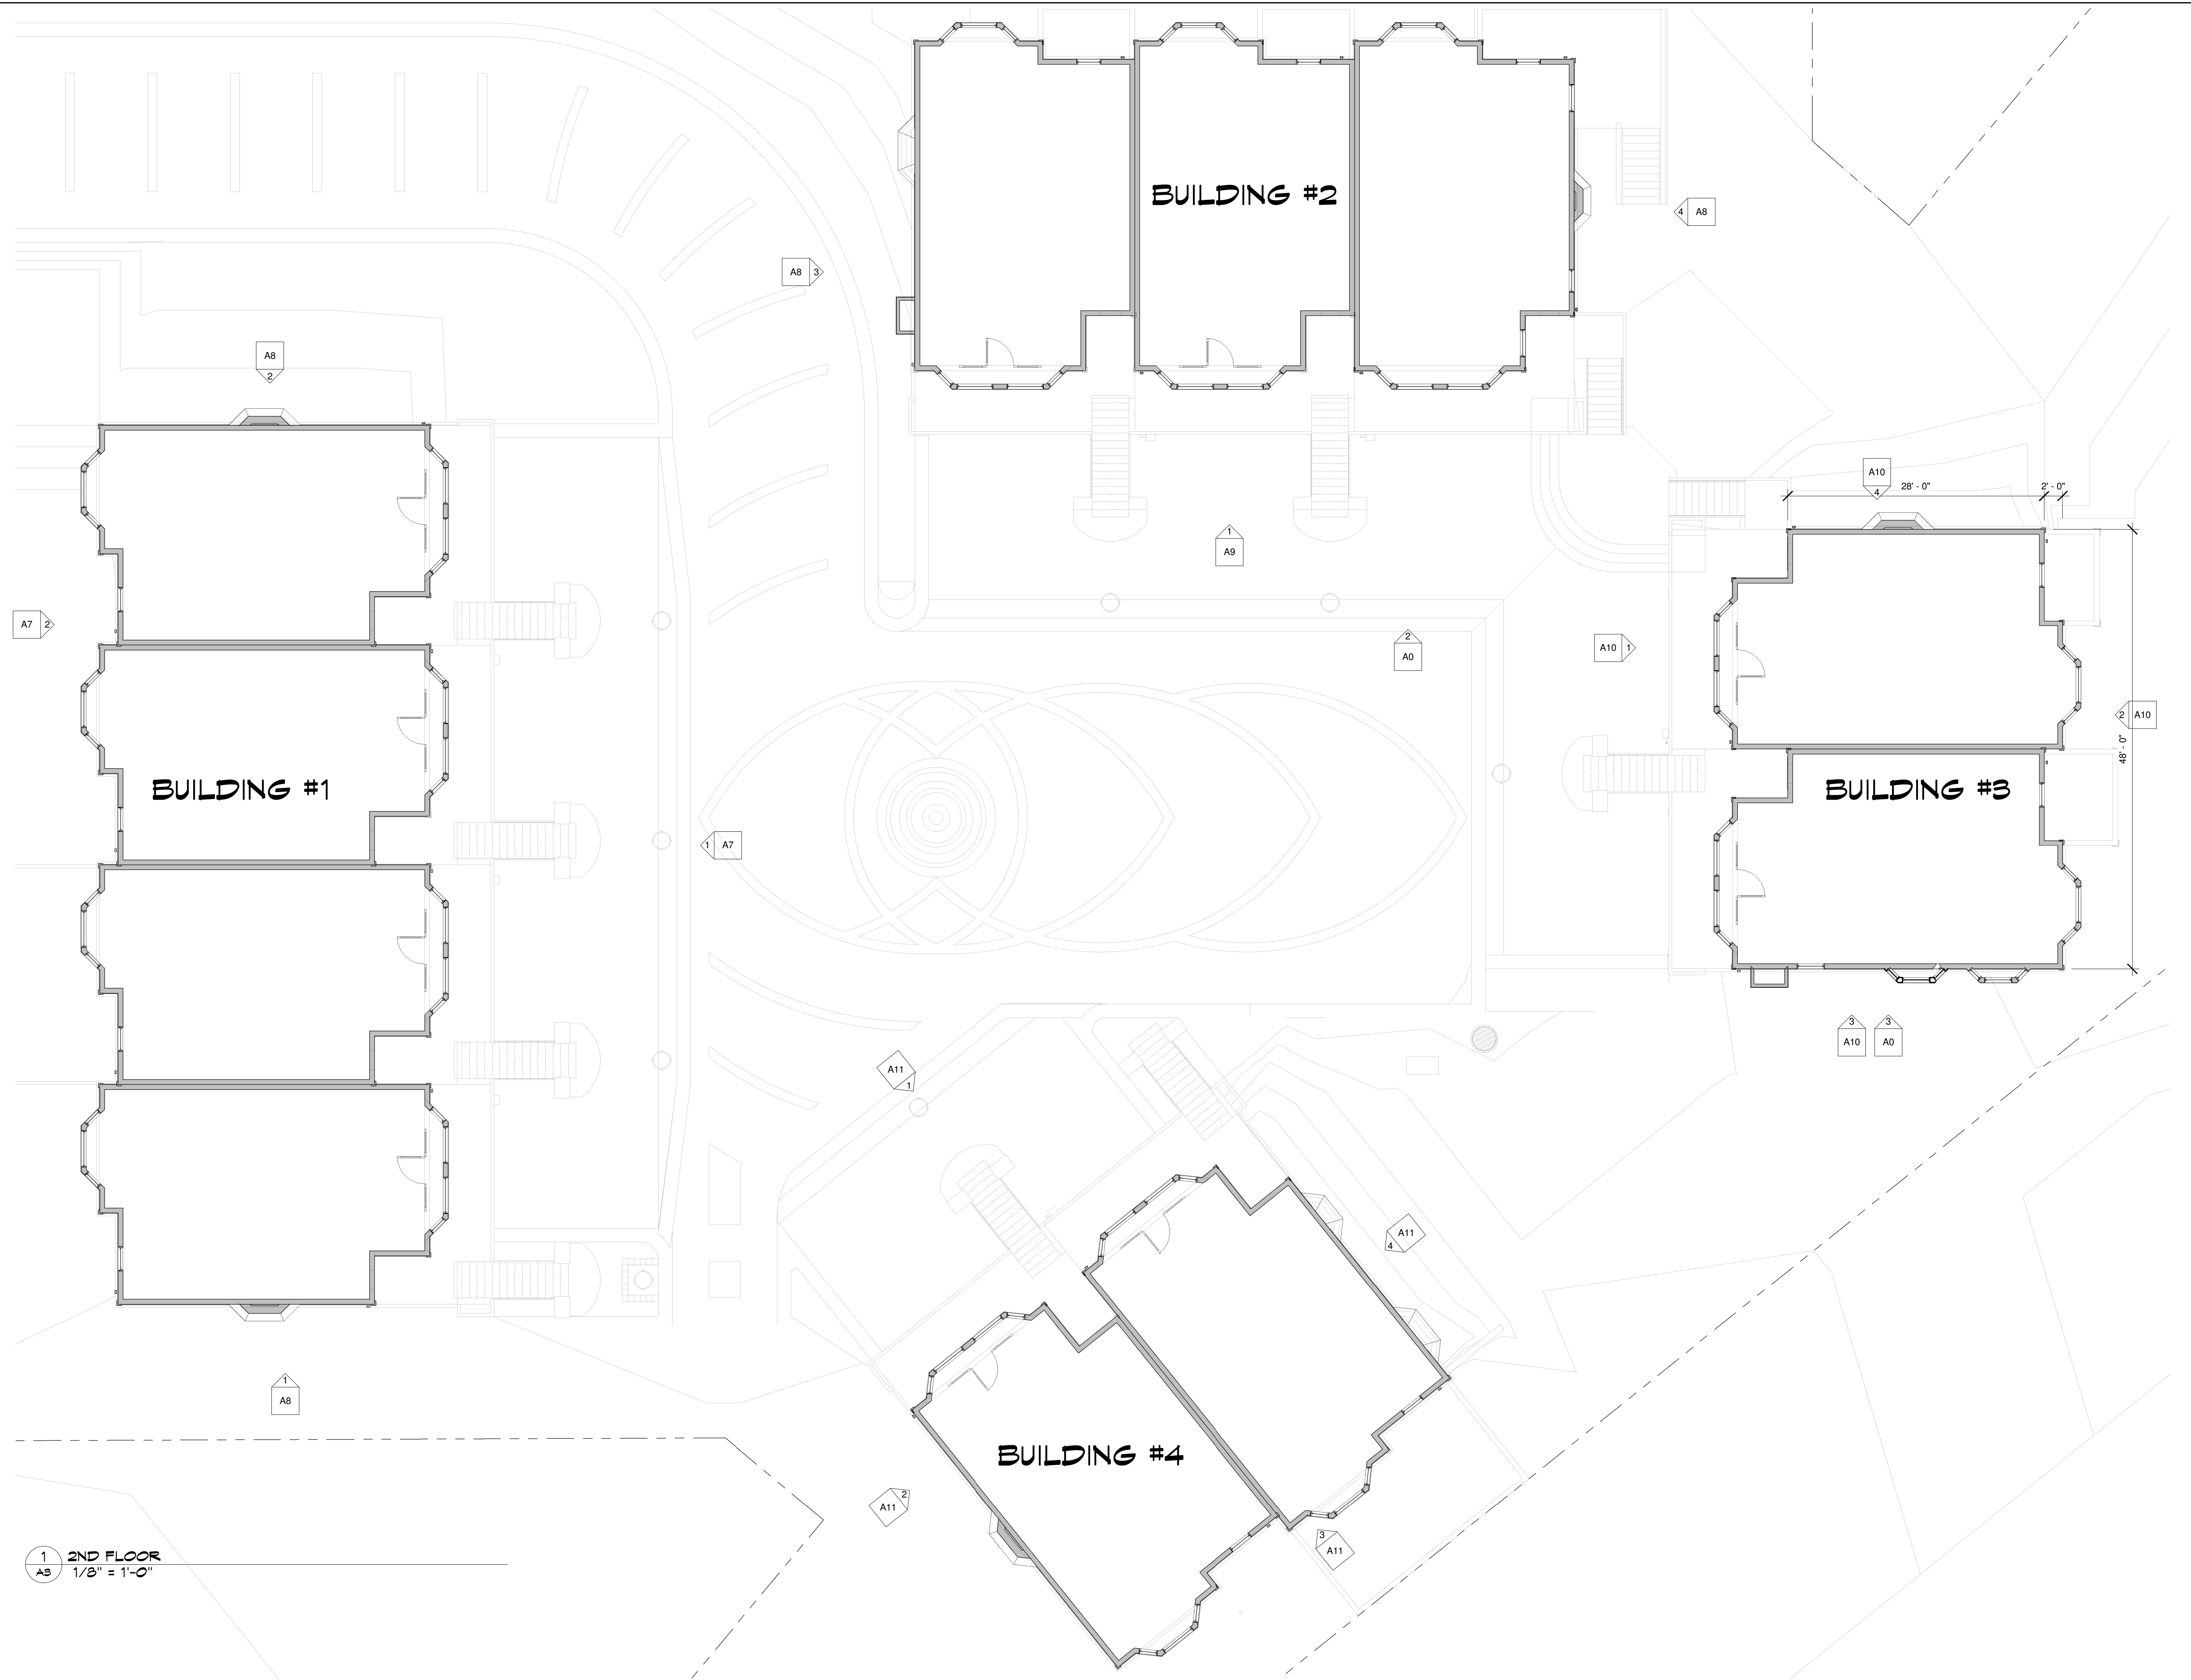 BUILDING #2
4 A8
A8 3
A8
2
A10
4
28' - 0"
2' - 0"
1
A9
A7 2
2
A0
A10 1
2 A10
48' - 0"
BUILDING #1
BUILDING #3
1 A7
3
A10
3
A0
A11
1
A11
4
1
A8
BUILDING #4
A11
2
3
A11
1
A3
2ND FLOOR
1/8" = 1'-0"